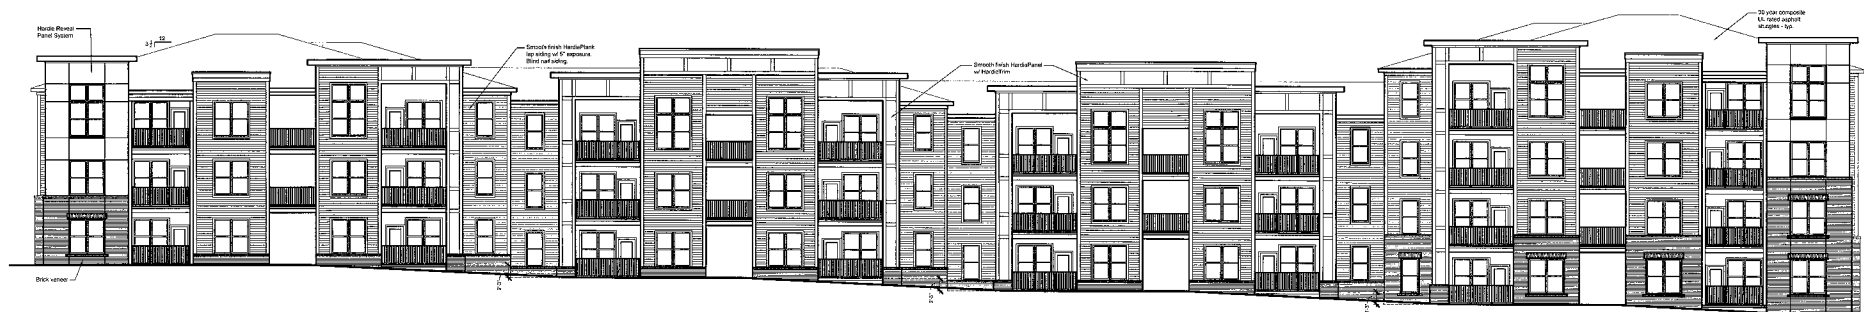 Hardie Reveal
Panel System
12
Smooth finish HardiePlank
lap siding w/ 5" exposure.
Blind nail siding.
Smooth finish HardiePanel
w/ HardieTrim
30 year composite
UL rated asphalt
shingles - typ.
Brick veneer